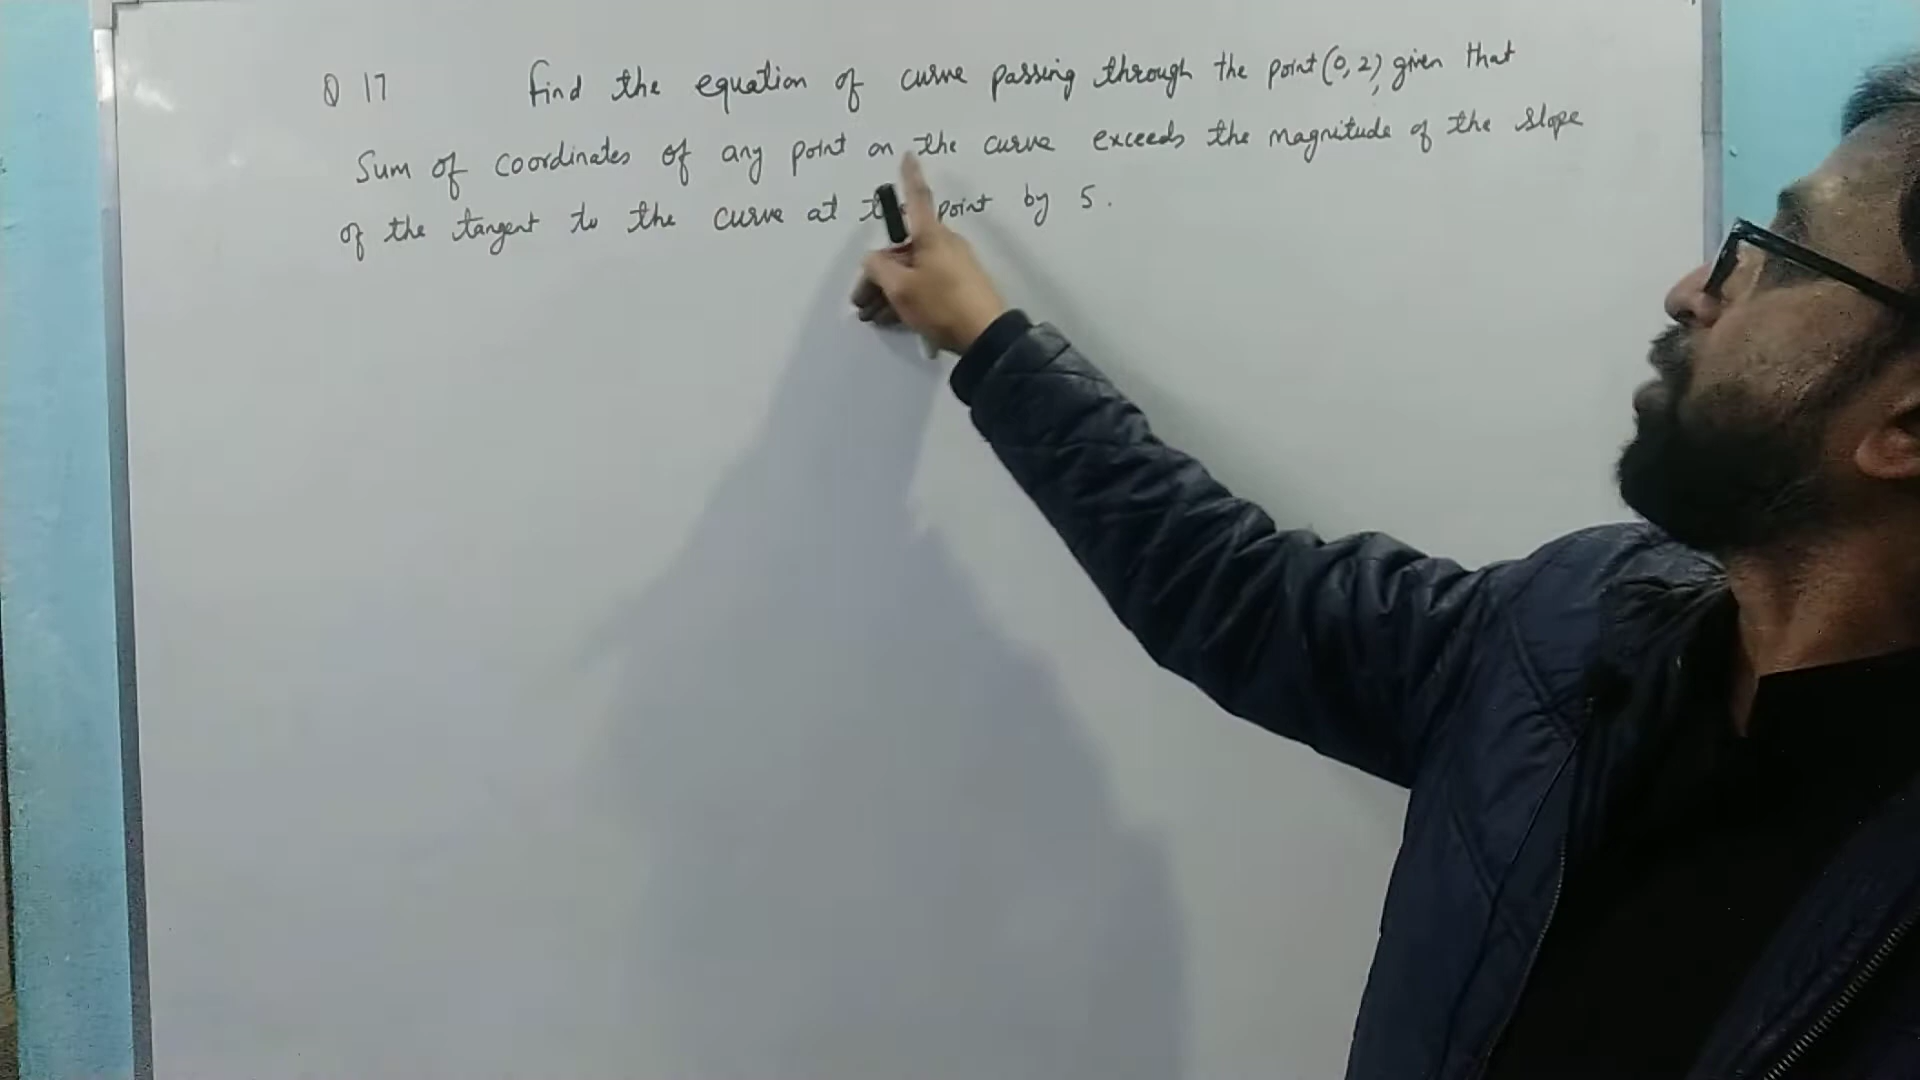 Q 17 find the equation of curve passing through the point (0, 2), given that
Sum of coordinates of any point on the curve exceeds the magnitude of the slope
of the tangent to the curve at point by 5.